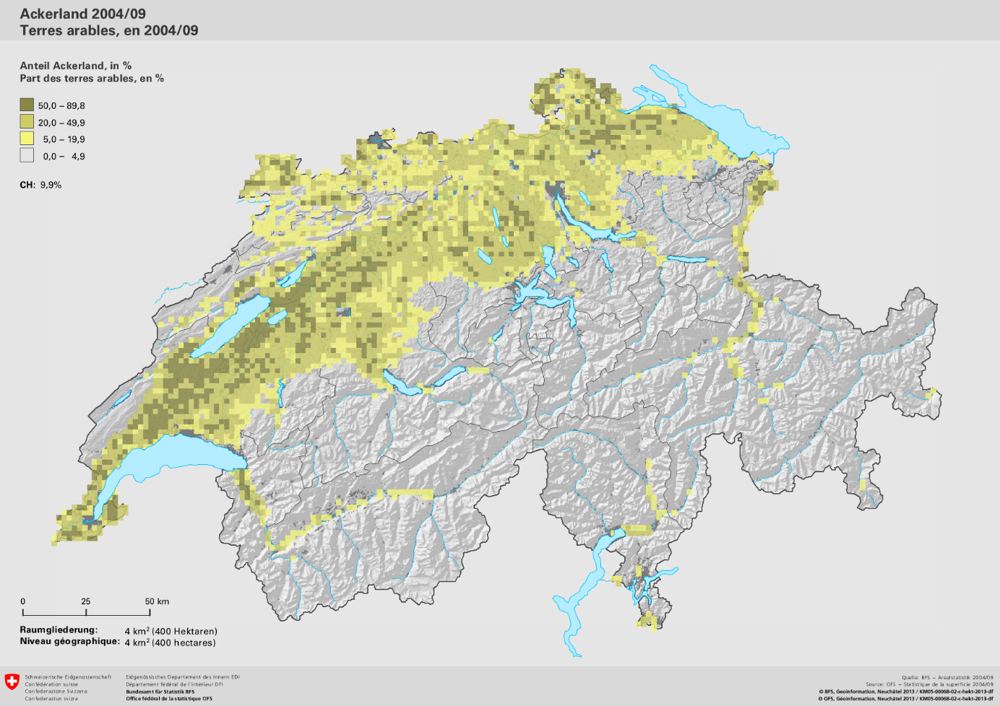 Ackerland 2004/09
Terres arables, en 2004/09
Anteil Ackerland, in %
Part des terres arables, en %
50,0 – 89,8
20,0 – 49,9
5,0 – 19,9
0,0 – 4,9
CH: 9,9%
0 25 50 km
Raumgliederung: 4 km² (400 Hektaren)
Niveau géographique: 4 km² (400 hectares)
Schweizerische Eidgenossenschaft
Confédération suisse
Confederazione Svizzera
Confederaziun svizra
Eidgenössisches Departement des Innern EDI
Département fédéral de l'intérieur DFI
Bundesamt für Statistik BFS
Office fédéral de la statistique OFS
Quelle: BFS – Arealstatistik 2004/09
Source: OFS – Statistique de la superficie 2004/09
© BFS, Geoinformation, Neuchâtel 2013 / KM05-00068-02-c-hekt-2013-df
© OFS, Géoinformation, Neuchâtel 2013 / KM05-00068-02-c-hekt-2013-df